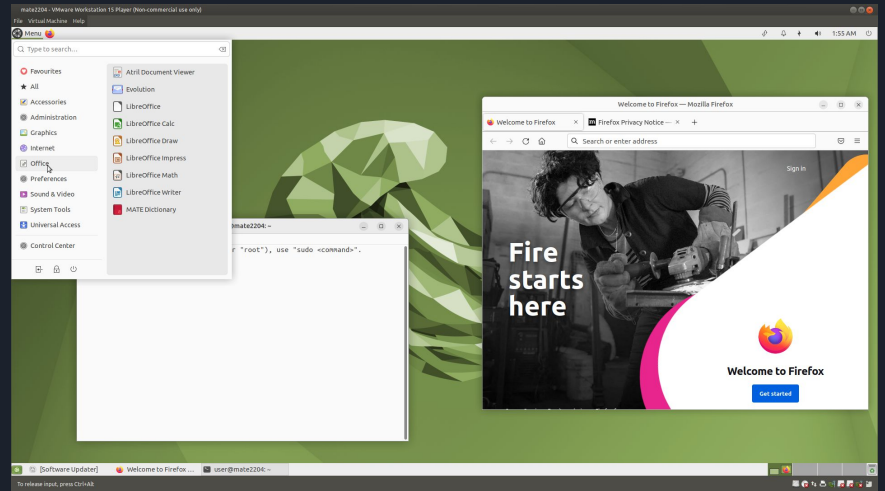 mate2204 - VMware Workstation 15 Player (Non-commercial use only)
File Virtual Machine Help
Menu
1:55 AM
Type to search...
Favourites
All
Accessories
Administration
Graphics
Internet
Office
Preferences
Sound & Video
System Tools
Universal Access
Control Center
Atril Document Viewer
Evolution
LibreOffice
LibreOffice Calc
LibreOffice Draw
LibreOffice Impress
LibreOffice Math
LibreOffice Writer
MATE Dictionary
@mate2204: ~
"root"), use "sudo <command>".
Welcome to Firefox — Mozilla Firefox
Welcome to Firefox
Firefox Privacy Notice —
Search or enter address
Sign in
Fire
starts
here
Welcome to Firefox
Get started
[Software Updater]
Welcome to Firefox ...
user@mate2204: ~
To release input, press Ctrl+Alt